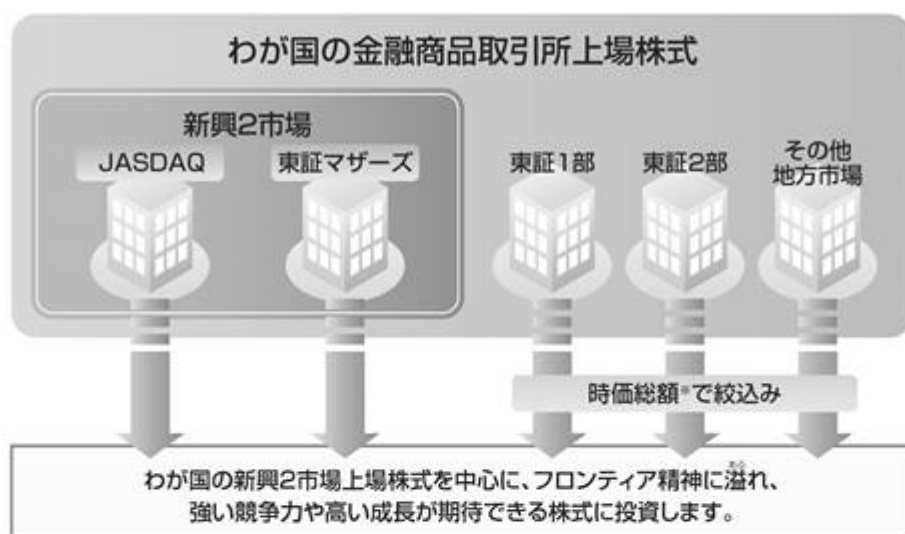 わが国の金融商品取引所上場株式
新興2市場
JASDAQ
東証マザーズ
東証1部
東証2部
その他
地方市場
時価総額※で絞込み
わが国の新興2市場上場株式を中心に、フロンティア精神に溢れ、
強い競争力や高い成長が期待できる株式に投資します。